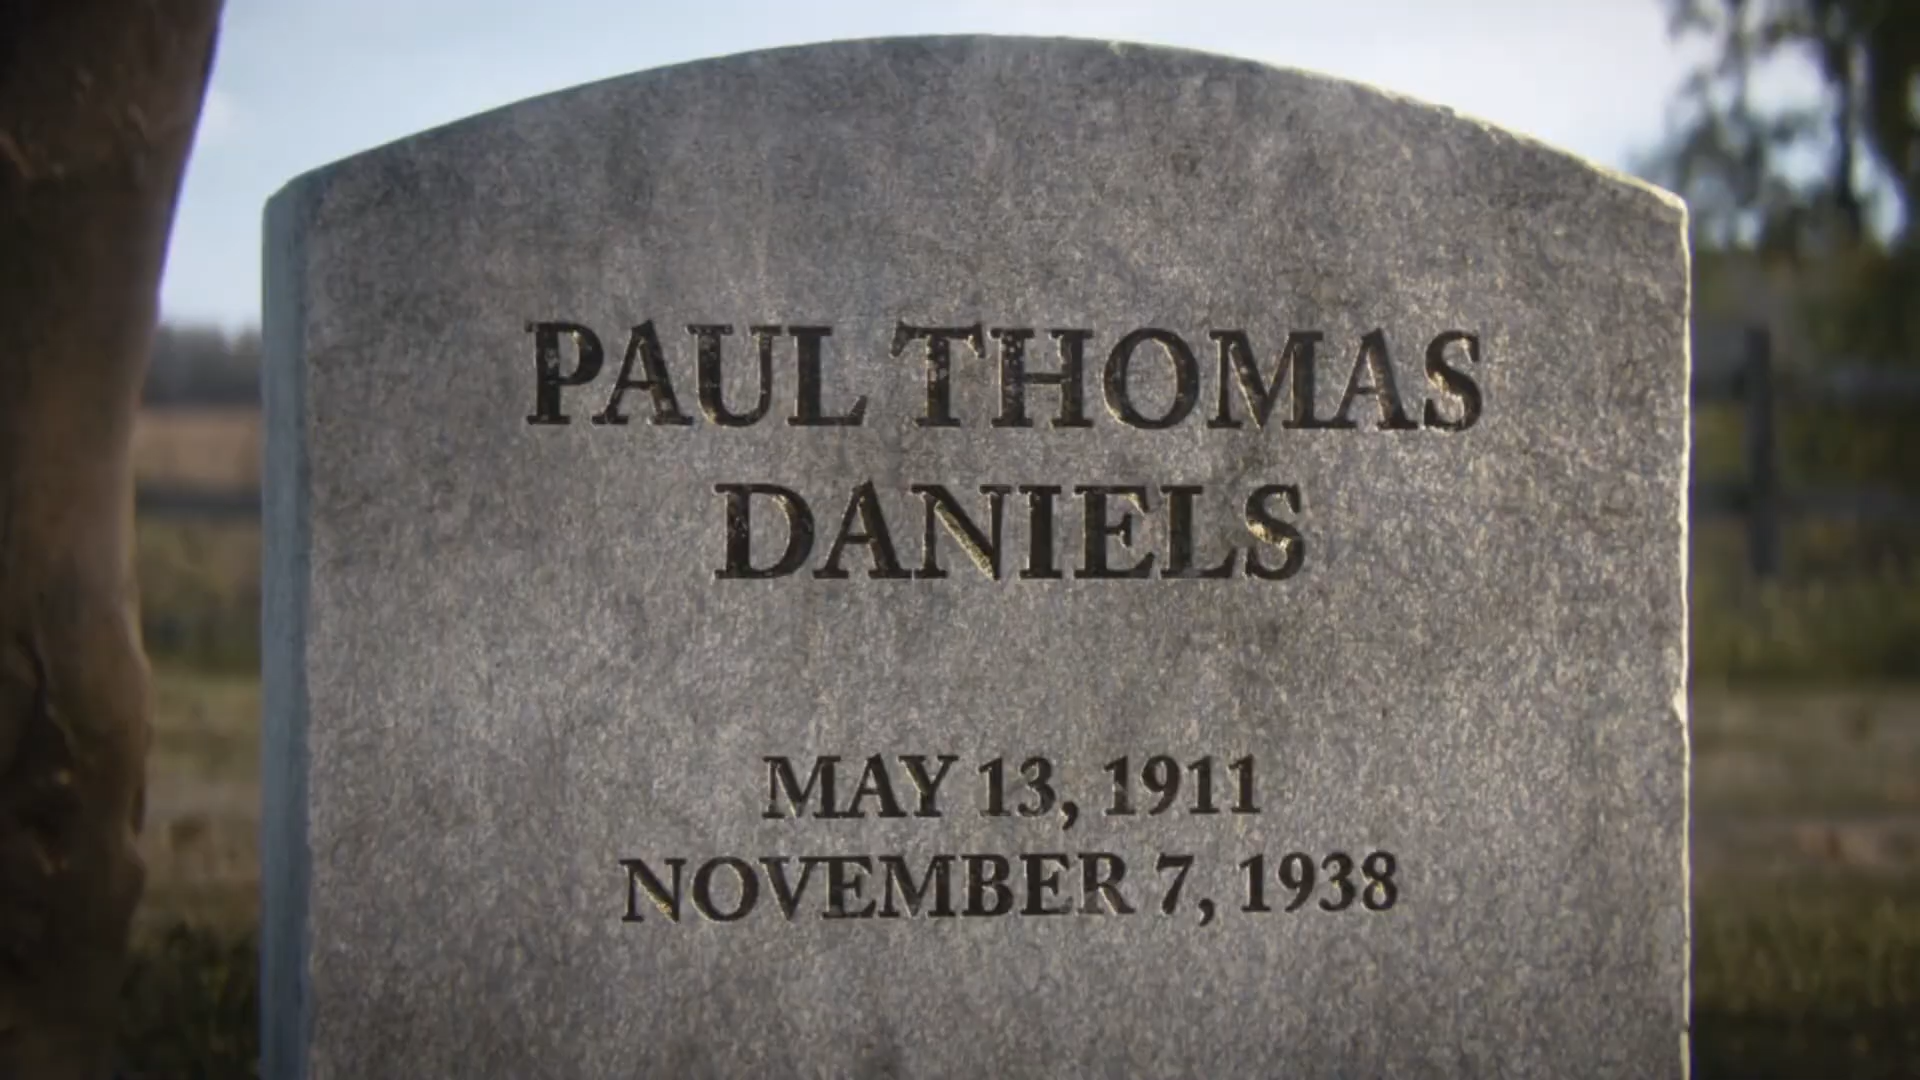 PAUL THOMAS
DANIELS
MAY 13, 1911
NOVEMBER 7, 1938